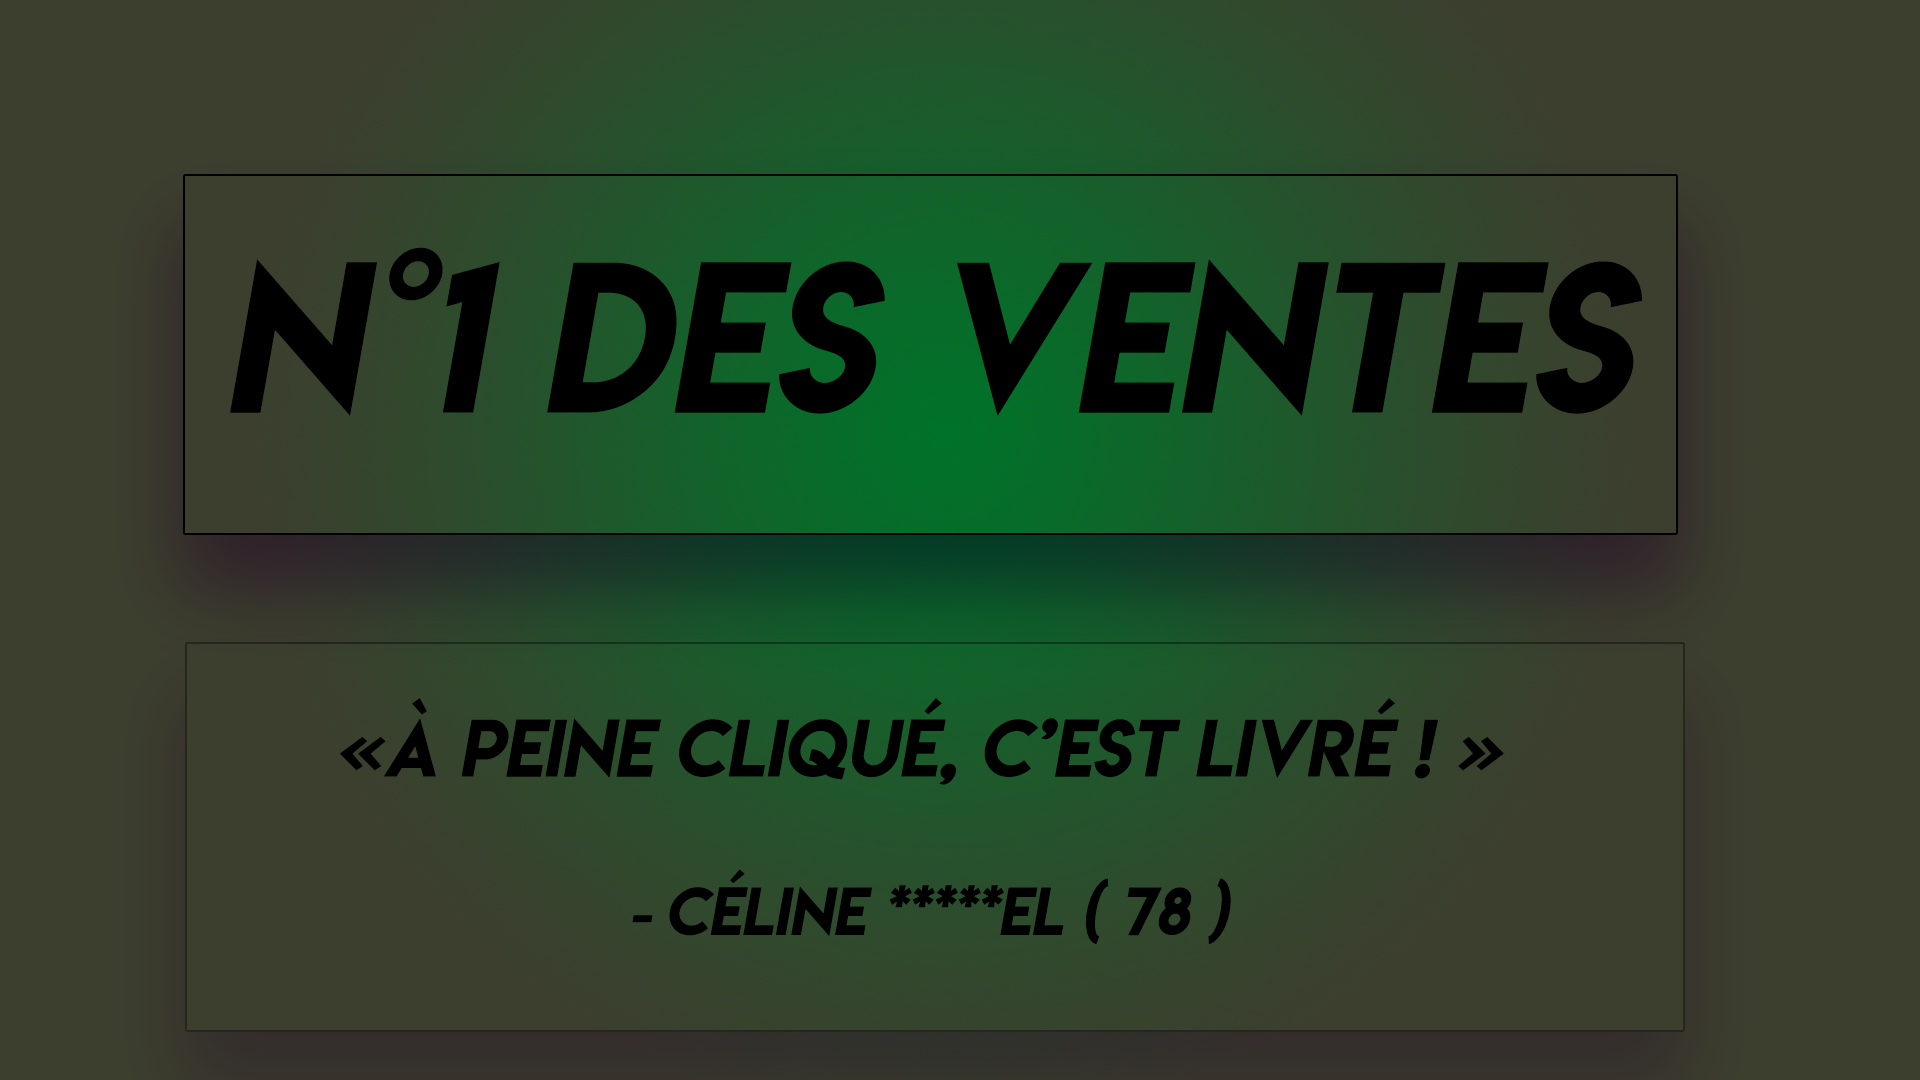 N°1 DES VENTES
«À PEINE CLIQUÉ, C’EST LIVRÉ ! »
- CÉLINE *****EL ( 78 )